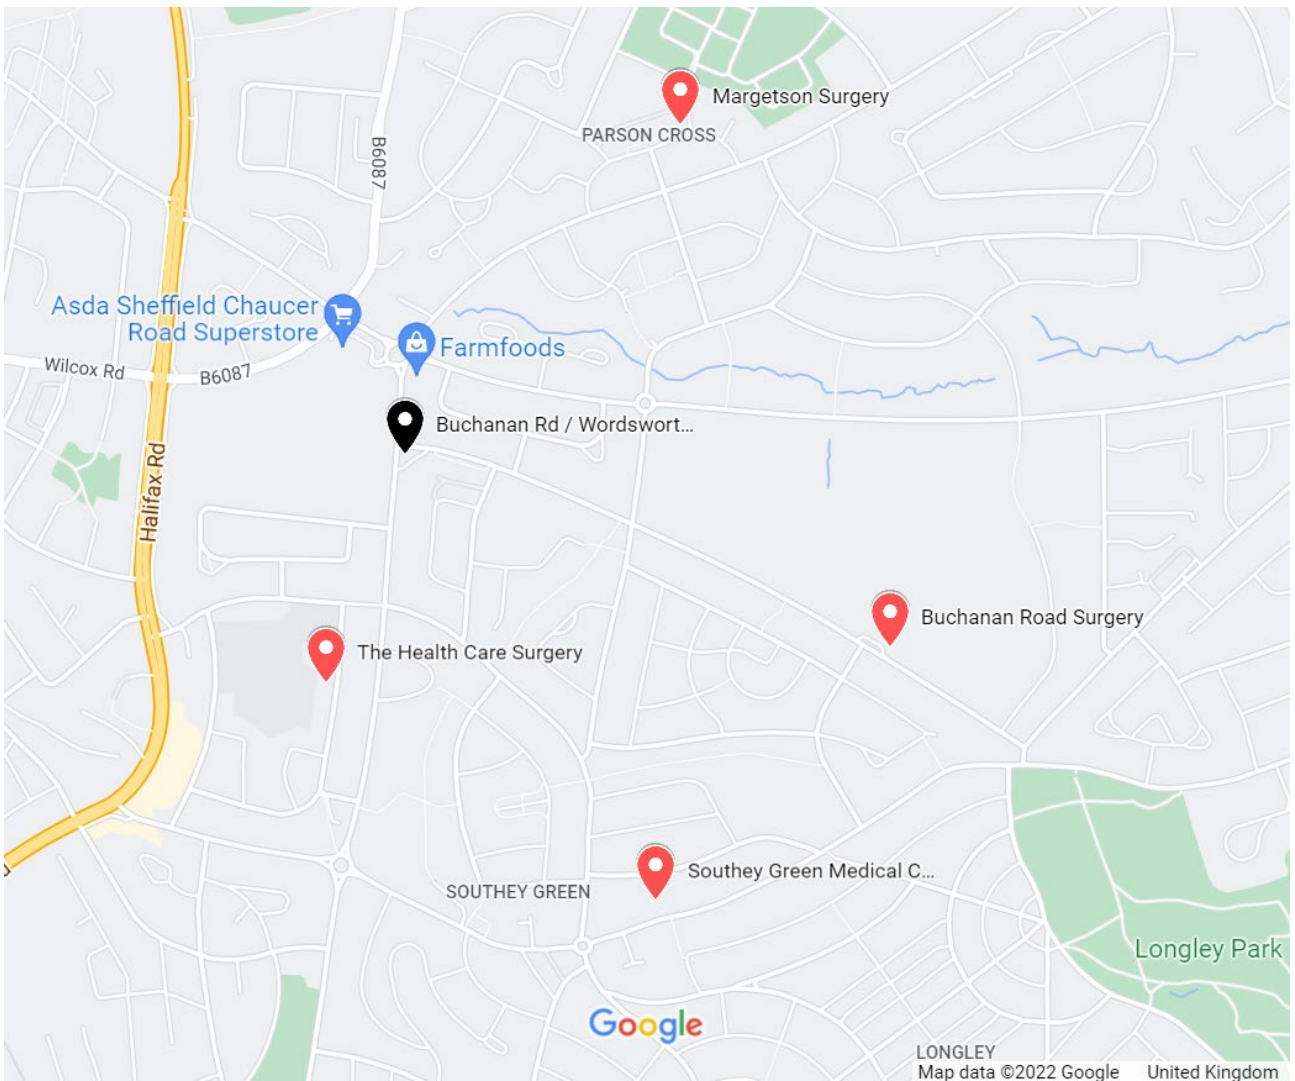 Margetson Surgery
PARSON CROSS
B6087
Asda Sheffield Chaucer
Road Superstore
Farmfoods
Wilcox Rd
B6087
Buchanan Rd / Wordswort...
Halifax Rd
Buchanan Road Surgery
The Health Care Surgery
Southey Green Medical C...
SOUTHEY GREEN
Longley Park
Google
LONGLEY
Map data ©2022 Google United Kingdom